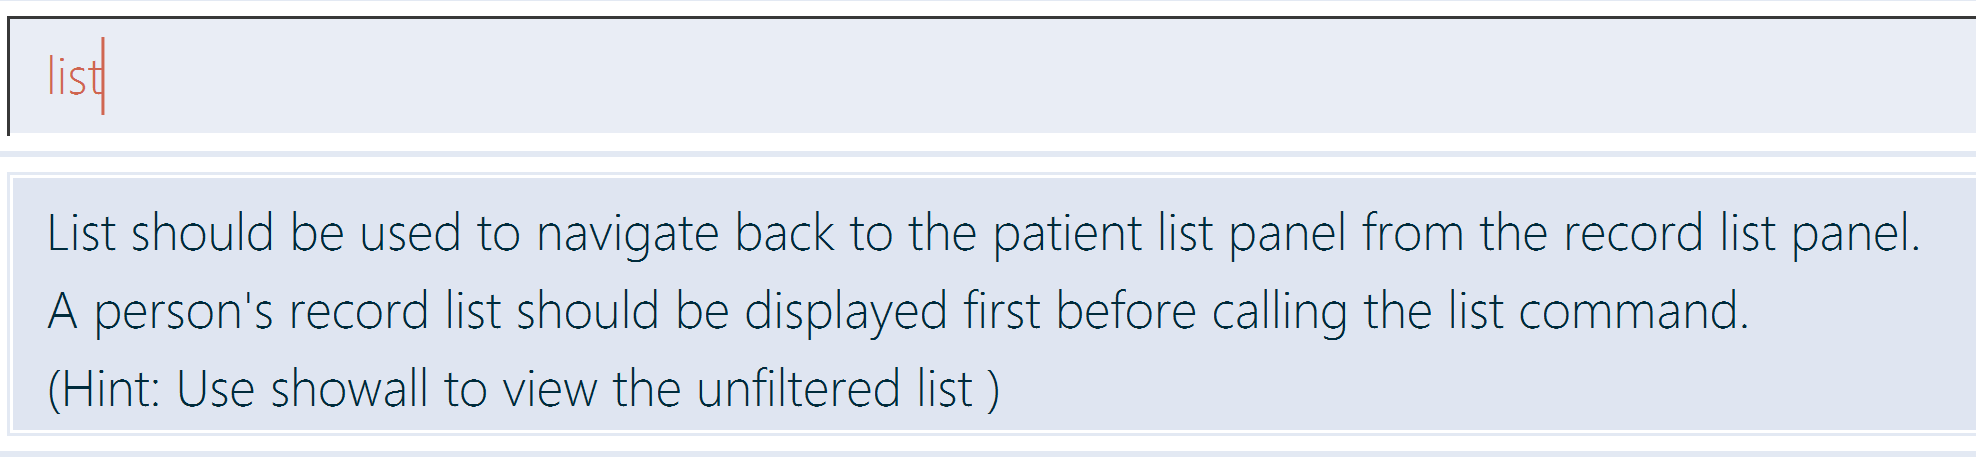 list
List should be used to navigate back to the patient list panel from the record list panel.
A person's record list should be displayed first before calling the list command.
(Hint: Use showall to view the unfiltered list )